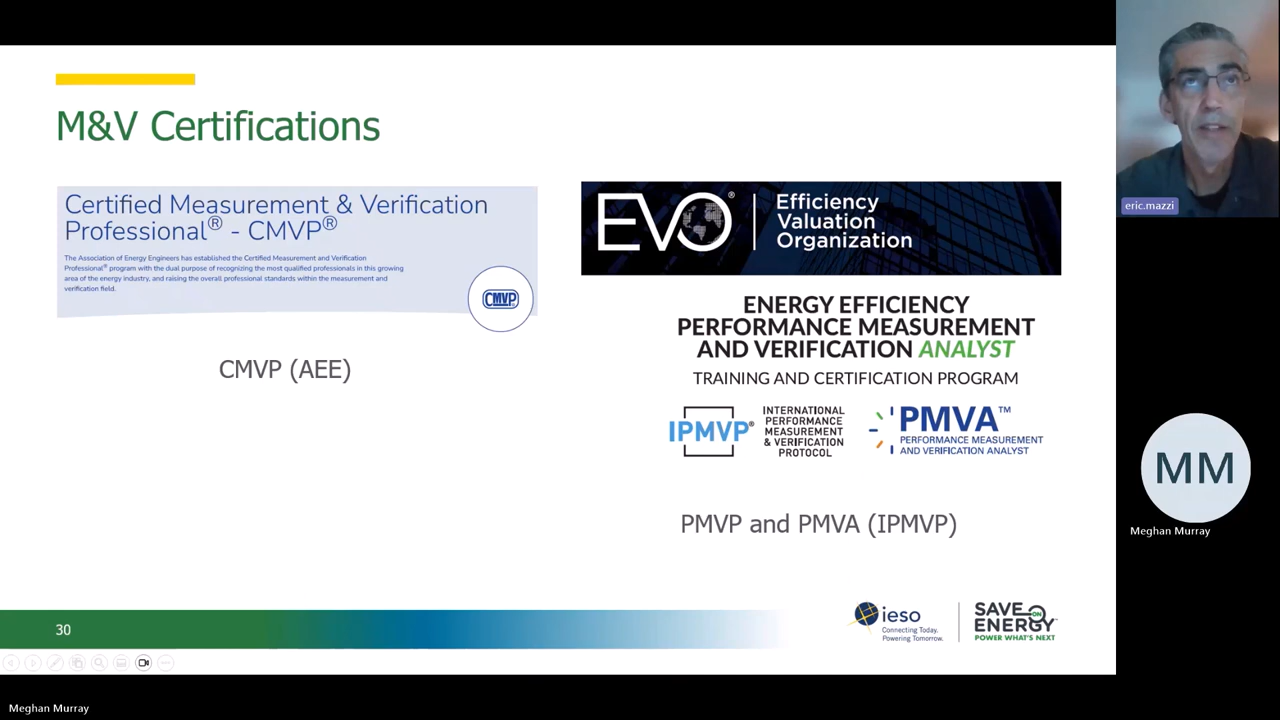 M&V Certifications
Certified Measurement & Verification
Professional® - CMVP®
The Association of Energy Engineers has established the Certified Measurement and Verification
Professional® program with the dual purpose of recognizing the most qualified professionals in this growing
area of the energy industry, and raising the overall professional standards within the measurement and
verification field.
CMVP
CMVP (AEE)
EVO®
Efficiency
Valuation
Organization
ENERGY EFFICIENCY
PERFORMANCE MEASUREMENT
AND VERIFICATION ANALYST
TRAINING AND CERTIFICATION PROGRAM
IPMVP®
INTERNATIONAL
PERFORMANCE
MEASUREMENT
& VERIFICATION
PROTOCOL
PMVA™
PERFORMANCE MEASUREMENT
AND VERIFICATION ANALYST
PMVP and PMVA (IPMVP)
30
ieso
Connecting Today.
Powering Tomorrow.
SAVE ON
ENERGY
POWER WHAT'S NEXT
eric.mazzi
MM
Meghan Murray
Meghan Murray